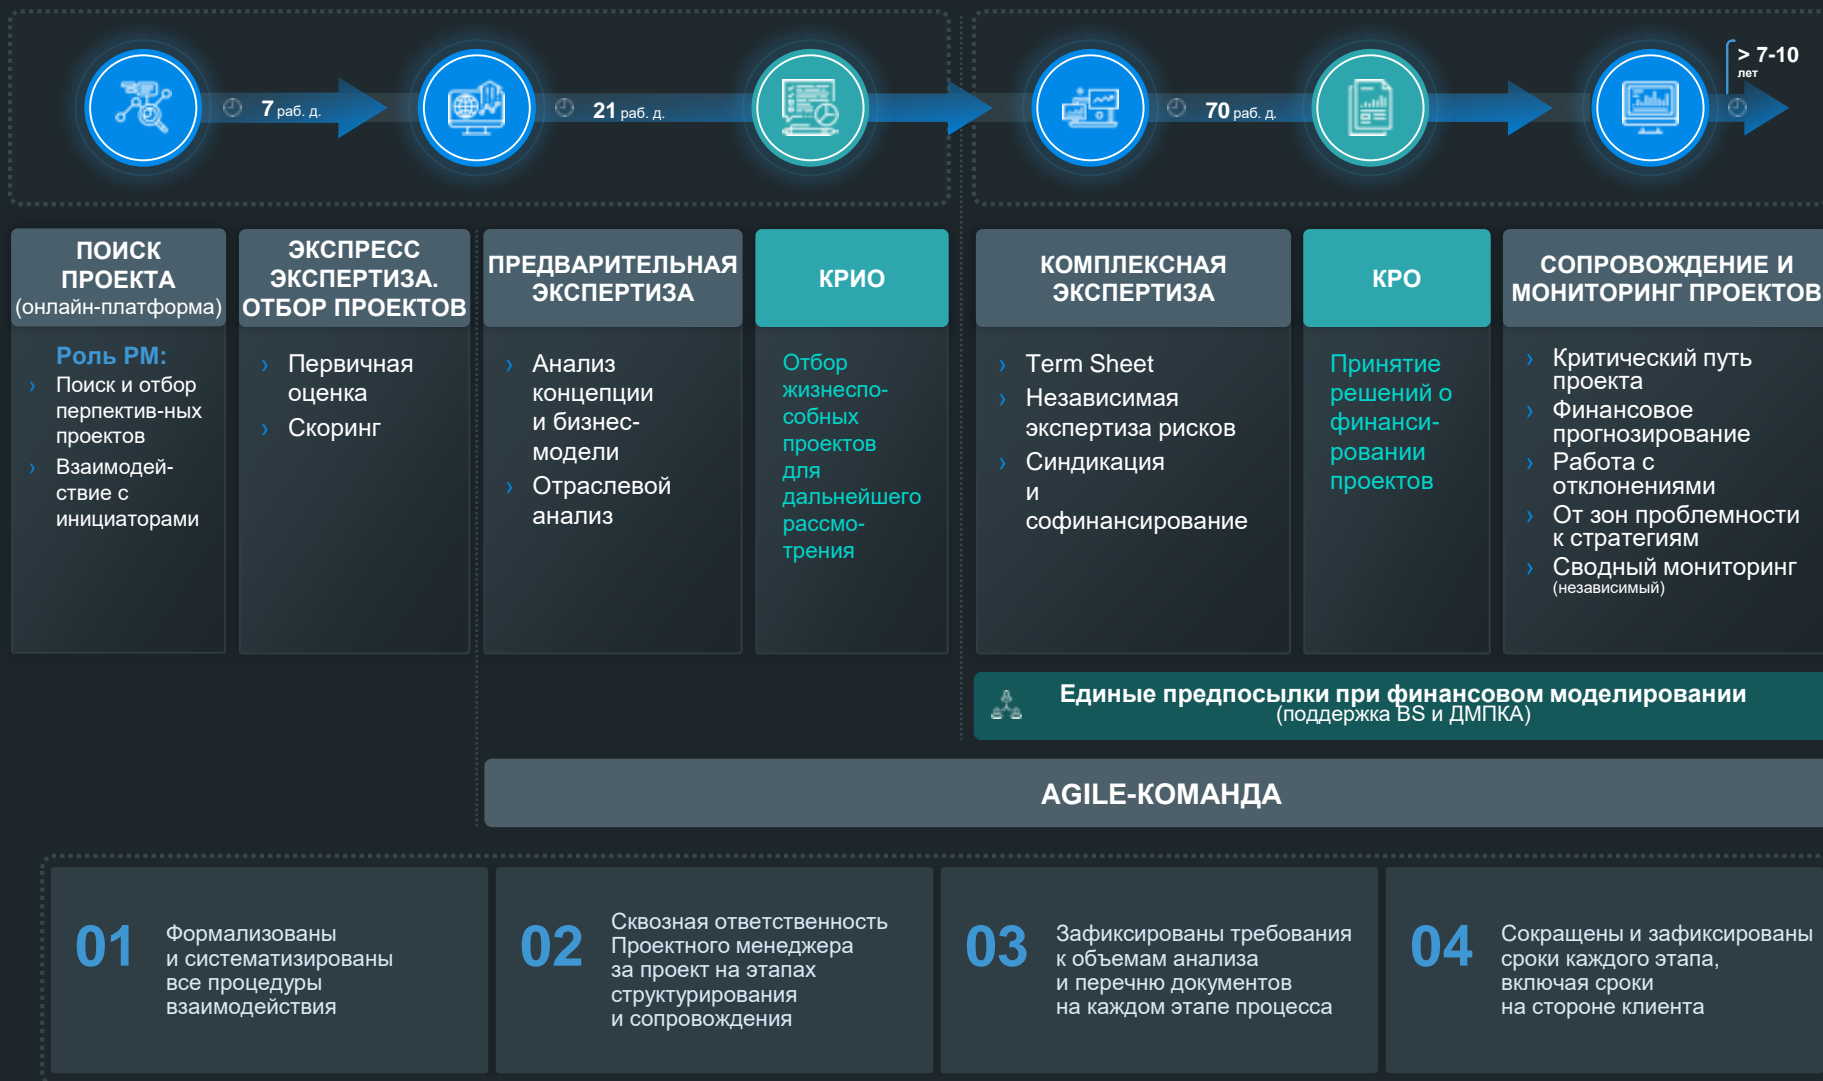 7 раб. д.
21 раб. д.
70 раб. д.
> 7-10
лет
ПОИСК
ПРОЕКТА
(онлайн-платформа)
Роль РМ:
› Поиск и отбор
перпектив-ных
проектов
› Взаимодей-
ствие с
инициаторами
ЭКСПРЕСС
ЭКСПЕРТИЗА.
ОТБОР ПРОЕКТОВ
› Первичная
оценка
› Скоринг
ПРЕДВАРИТЕЛЬНАЯ
ЭКСПЕРТИЗА
› Анализ
концепции
и бизнес-
модели
› Отраслевой
анализ
КРИО
Отбор
жизнеспо-
собных
проектов
для
дальнейшего
рассмо-
трения
КОМПЛЕКСНАЯ
ЭКСПЕРТИЗА
› Term Sheet
› Независимая
экспертиза рисков
› Синдикация
и
софинансирование
КРО
Принятие
решений о
финанси-
ровании
проектов
СОПРОВОЖДЕНИЕ И
МОНИТОРИНГ ПРОЕКТОВ
› Критический путь
проекта
› Финансовое
прогнозирование
› Работа с
отклонениями
› От зон проблемности
к стратегиям
› Сводный мониторинг
(независимый)
Единые предпосылки при финансовом моделировании
(поддержка BS и ДМПКА)
AGILE-КОМАНДА
01
Формализованы
и систематизированы
все процедуры
взаимодействия
02
Сквозная ответственность
Проектного менеджера
за проект на этапах
структурирования
и сопровождения
03
Зафиксированы требования
к объемам анализа
и перечню документов
на каждом этапе процесса
04
Сокращены и зафиксированы
сроки каждого этапа,
включая сроки
на стороне клиента